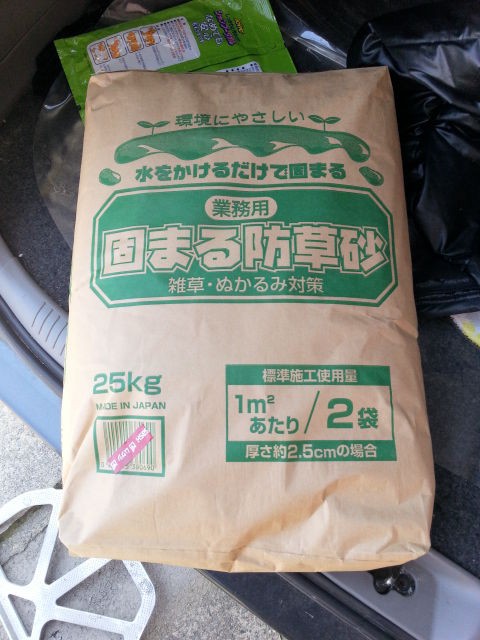 環境にやさしい
水をかけるだけで固まる
業務用
固まる防草砂
雑草・ぬかるみ対策
25kg
MADE IN JAPAN
標準施工使用量
1m²
あたり/2袋
厚さ約2.5cmの場合